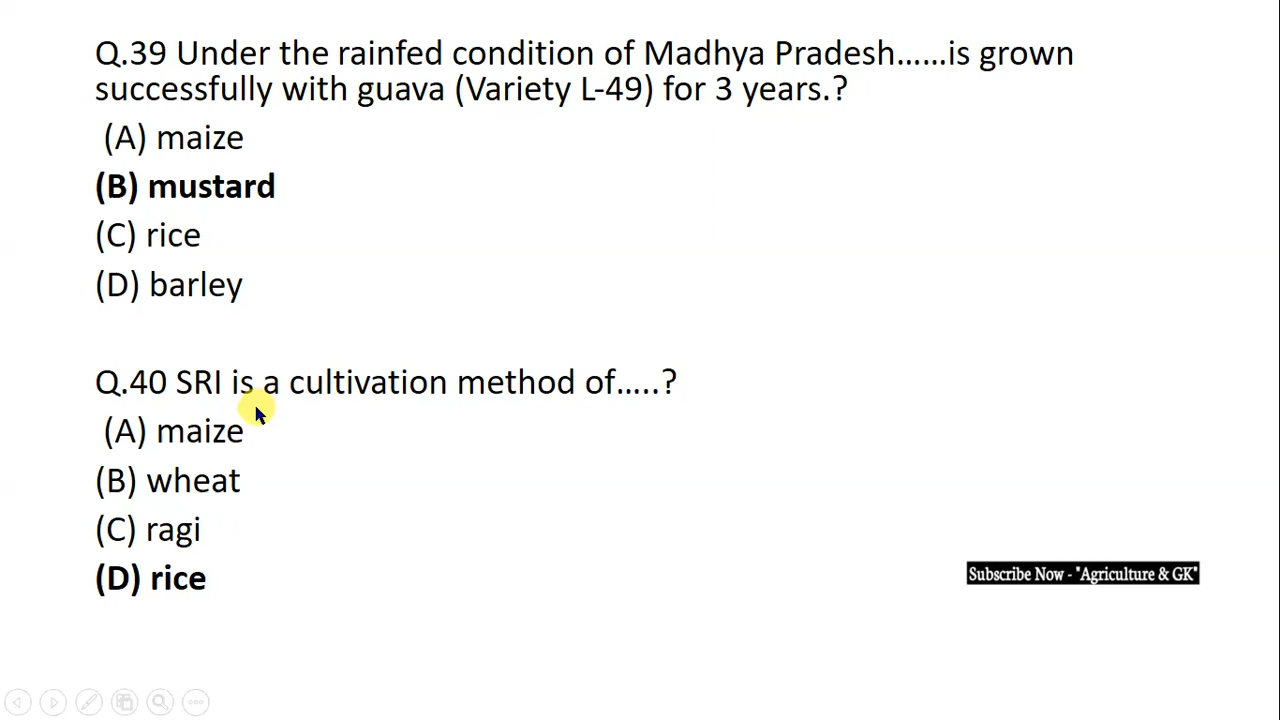 Q.39 Under the rainfed condition of Madhya Pradesh……is grown
successfully with guava (Variety L-49) for 3 years.?
(A) maize
(B) mustard
(C) rice
(D) barley
Q.40 SRI is a cultivation method of…..?
(A) maize
(B) wheat
(C) ragi
(D) rice
Subscribe Now - "Agriculture & GK"